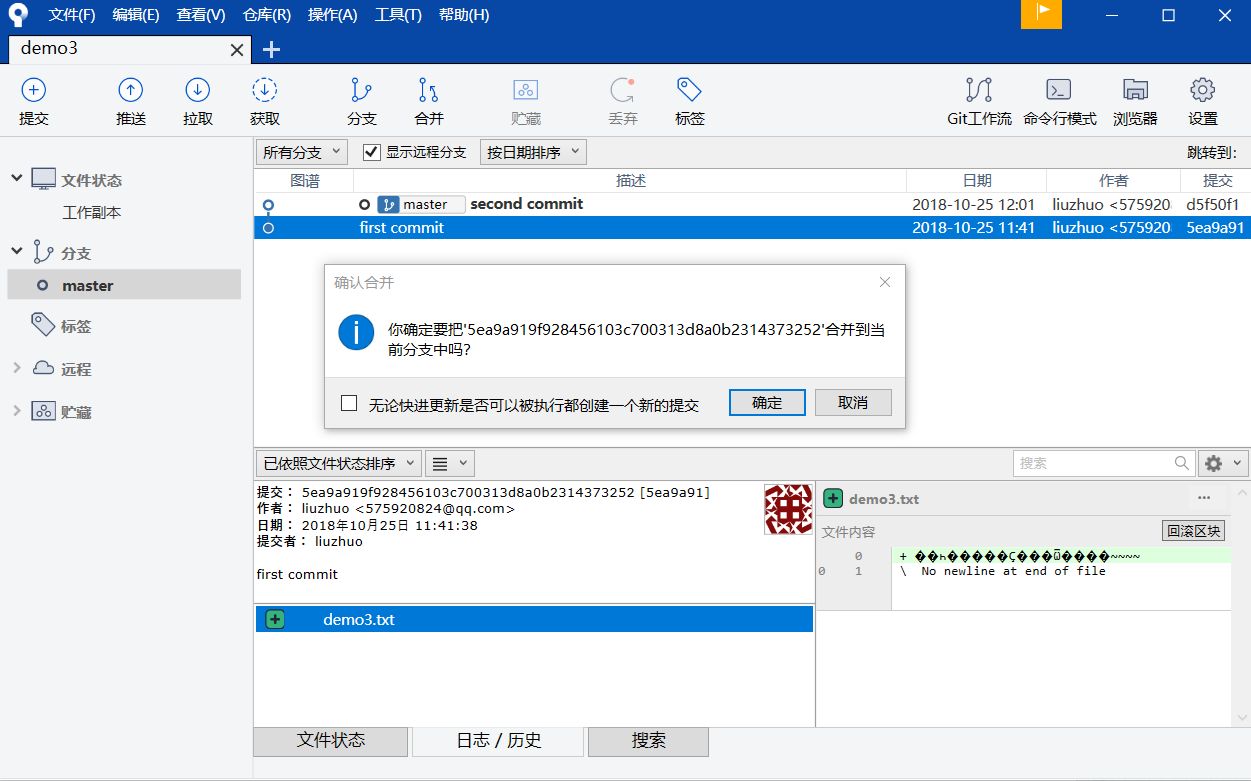 文件(F) 编辑(E) 查看(V) 仓库(R) 操作(A) 工具(T) 帮助(H)
demo3
提交 推送 拉取 获取 分支 合并 贮藏 丢弃 标签 Git工作流 命令行模式 浏览器 设置
所有分支 显示远程分支 按日期排序 跳转到:
图谱 描述 日期 作者 提交
master second commit 2018-10-25 12:01 liuzhuo <575920 d5f50f1
first commit 2018-10-25 11:41 liuzhuo <575920 5ea9a91
文件状态
工作副本
分支
master
标签
远程
贮藏
确认合并
你确定要把'5ea9a919f928456103c700313d8a0b2314373252'合并到当
前分支中吗?
无论快进更新是否可以被执行都创建一个新的提交 确定 取消
已依照文件状态排序 搜索
提交: 5ea9a919f928456103c700313d8a0b2314373252 [5ea9a91]
作者: liuzhuo <575920824@qq.com>
日期: 2018年10月25日 11:41:38
提交者: liuzhuo
first commit
demo3.txt
demo3.txt
文件内容 回滚区块
0 + ~~~~
0 1 \ No newline at end of file
文件状态 日志 / 历史 搜索